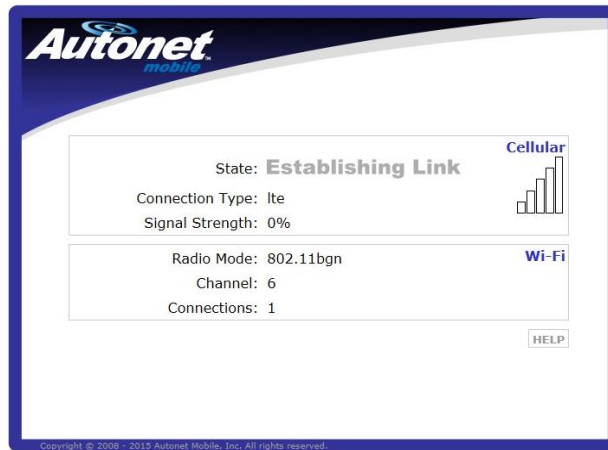 Autonet
mobile
Cellular
State: Establishing Link
Connection Type: lte
Signal Strength: 0%
Wi-Fi
Radio Mode: 802.11bgn
Channel: 6
Connections: 1
HELP
Copyright © 2008 - 2015 Autonet Mobile, Inc. All rights reserved.